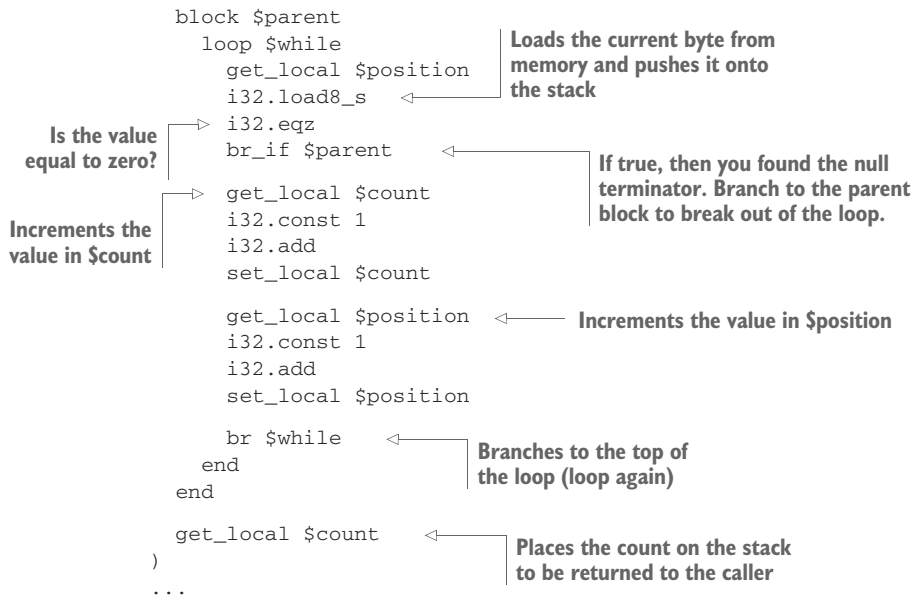 block $parent
loop $while
get_local $position
i32.load8_s
Loads the current byte from
memory and pushes it onto
the stack
Is the value
equal to zero?
i32.eqz
br_if $parent
If true, then you found the null
terminator. Branch to the parent
block to break out of the loop.
Increments the
value in $count
get_local $count
i32.const 1
i32.add
set_local $count
get_local $position
Increments the value in $position
i32.const 1
i32.add
set_local $position
br $while
Branches to the top of
the loop (loop again)
end
end
get_local $count
Places the count on the stack
to be returned to the caller
)
...